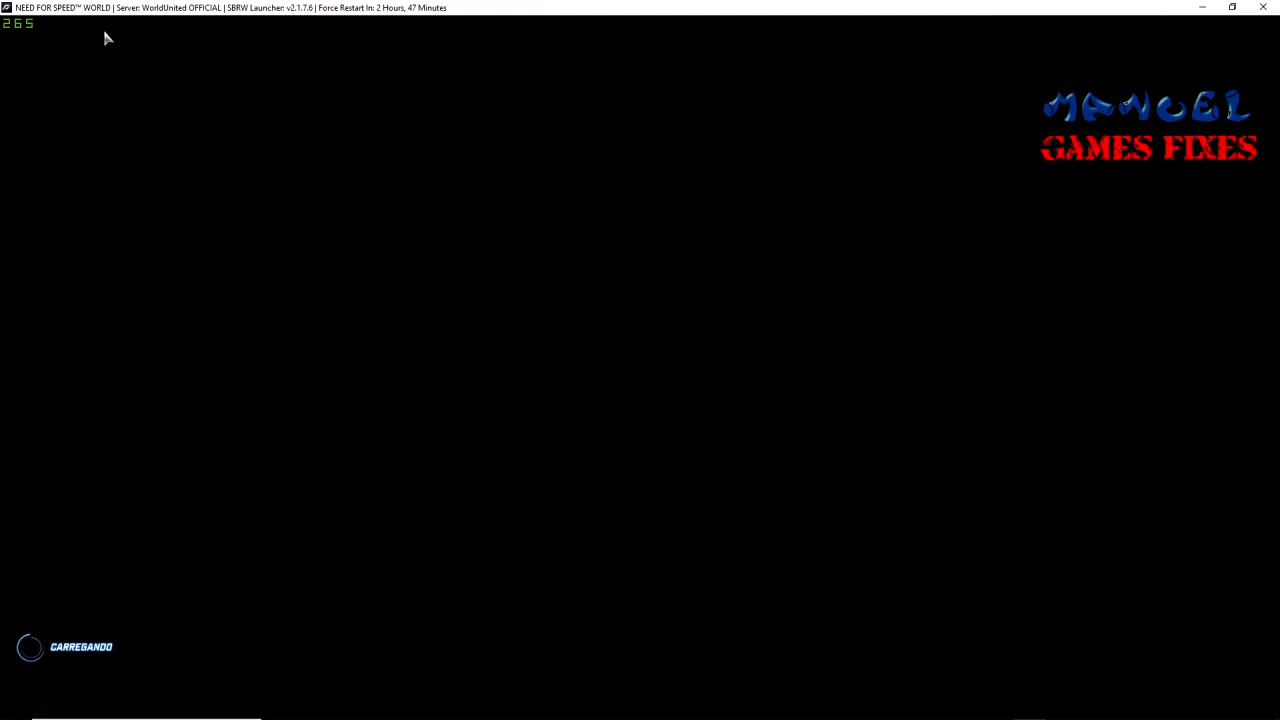 NEED FOR SPEED™ WORLD | Server: WorldUnited OFFICIAL | SBRW Launcher: v2.1.7.6 | Force Restart In: 2 Hours, 47 Minutes
265
MANUEL
GAMES FIXES
CARREGANDO